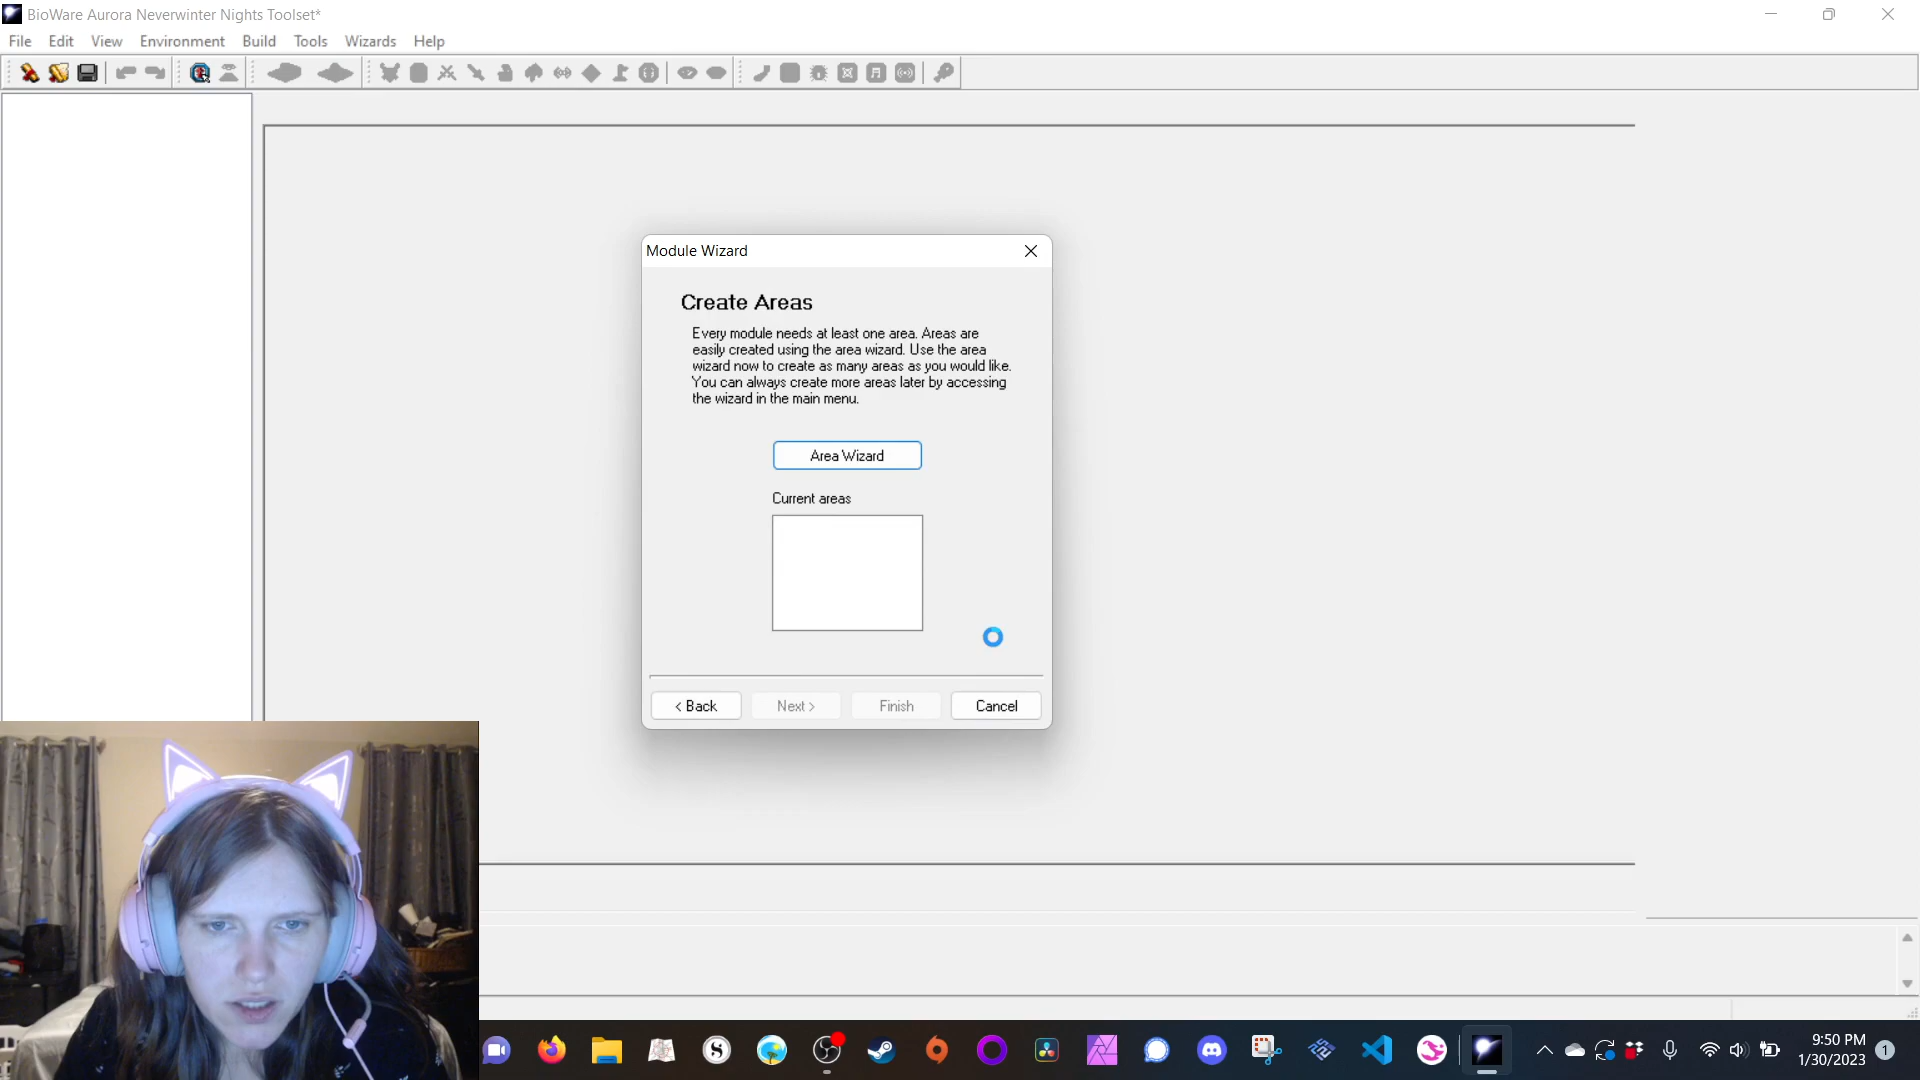 BioWare Aurora Neverwinter Nights Toolset*
File Edit View Environment Build Tools Wizards Help
Module Wizard
Create Areas
Every module needs at least one area. Areas are
easily created using the area wizard. Use the area
wizard now to create as many areas as you would like.
You can always create more areas later by accessing
the wizard in the main menu.
Area Wizard
Current areas
< Back Next > Finish Cancel
9:50 PM
1/30/2023
1